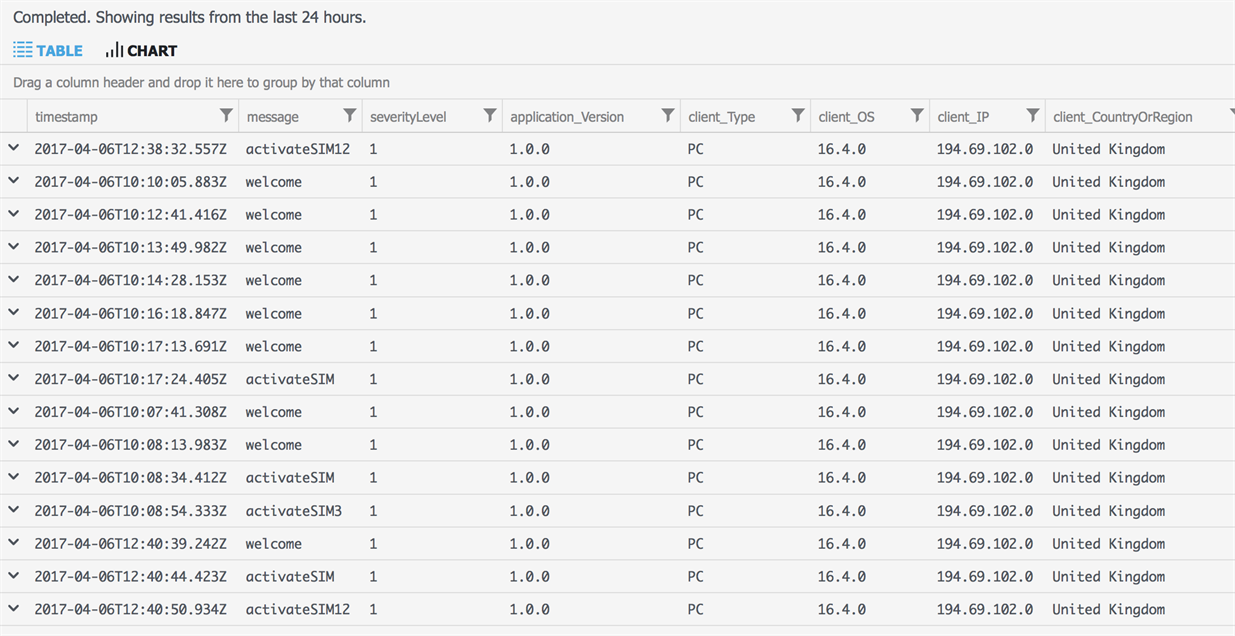 Completed. Showing results from the last 24 hours.
TABLE CHART
Drag a column header and drop it here to group by that column
timestamp message severityLevel application_Version client_Type client_OS client_IP client_CountryOrRegion
2017-04-06T12:38:32.557Z activateSIM12 1 1.0.0 PC 16.4.0 194.69.102.0 United Kingdom
2017-04-06T10:10:05.883Z welcome 1 1.0.0 PC 16.4.0 194.69.102.0 United Kingdom
2017-04-06T10:12:41.416Z welcome 1 1.0.0 PC 16.4.0 194.69.102.0 United Kingdom
2017-04-06T10:13:49.982Z welcome 1 1.0.0 PC 16.4.0 194.69.102.0 United Kingdom
2017-04-06T10:14:28.153Z welcome 1 1.0.0 PC 16.4.0 194.69.102.0 United Kingdom
2017-04-06T10:16:18.847Z welcome 1 1.0.0 PC 16.4.0 194.69.102.0 United Kingdom
2017-04-06T10:17:13.691Z welcome 1 1.0.0 PC 16.4.0 194.69.102.0 United Kingdom
2017-04-06T10:17:24.405Z activateSIM 1 1.0.0 PC 16.4.0 194.69.102.0 United Kingdom
2017-04-06T10:07:41.308Z welcome 1 1.0.0 PC 16.4.0 194.69.102.0 United Kingdom
2017-04-06T10:08:13.983Z welcome 1 1.0.0 PC 16.4.0 194.69.102.0 United Kingdom
2017-04-06T10:08:34.412Z activateSIM 1 1.0.0 PC 16.4.0 194.69.102.0 United Kingdom
2017-04-06T10:08:54.333Z activateSIM3 1 1.0.0 PC 16.4.0 194.69.102.0 United Kingdom
2017-04-06T12:40:39.242Z welcome 1 1.0.0 PC 16.4.0 194.69.102.0 United Kingdom
2017-04-06T12:40:44.423Z activateSIM 1 1.0.0 PC 16.4.0 194.69.102.0 United Kingdom
2017-04-06T12:40:50.934Z activateSIM12 1 1.0.0 PC 16.4.0 194.69.102.0 United Kingdom